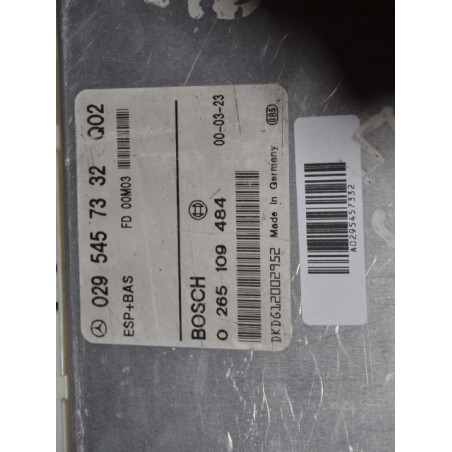 029 545 73 32 Q02
ESP+BAS FD 00M03
BOSCH 00-03-23
0 265 109 484
DKD612002952 Made In Germany
085
A0295457332